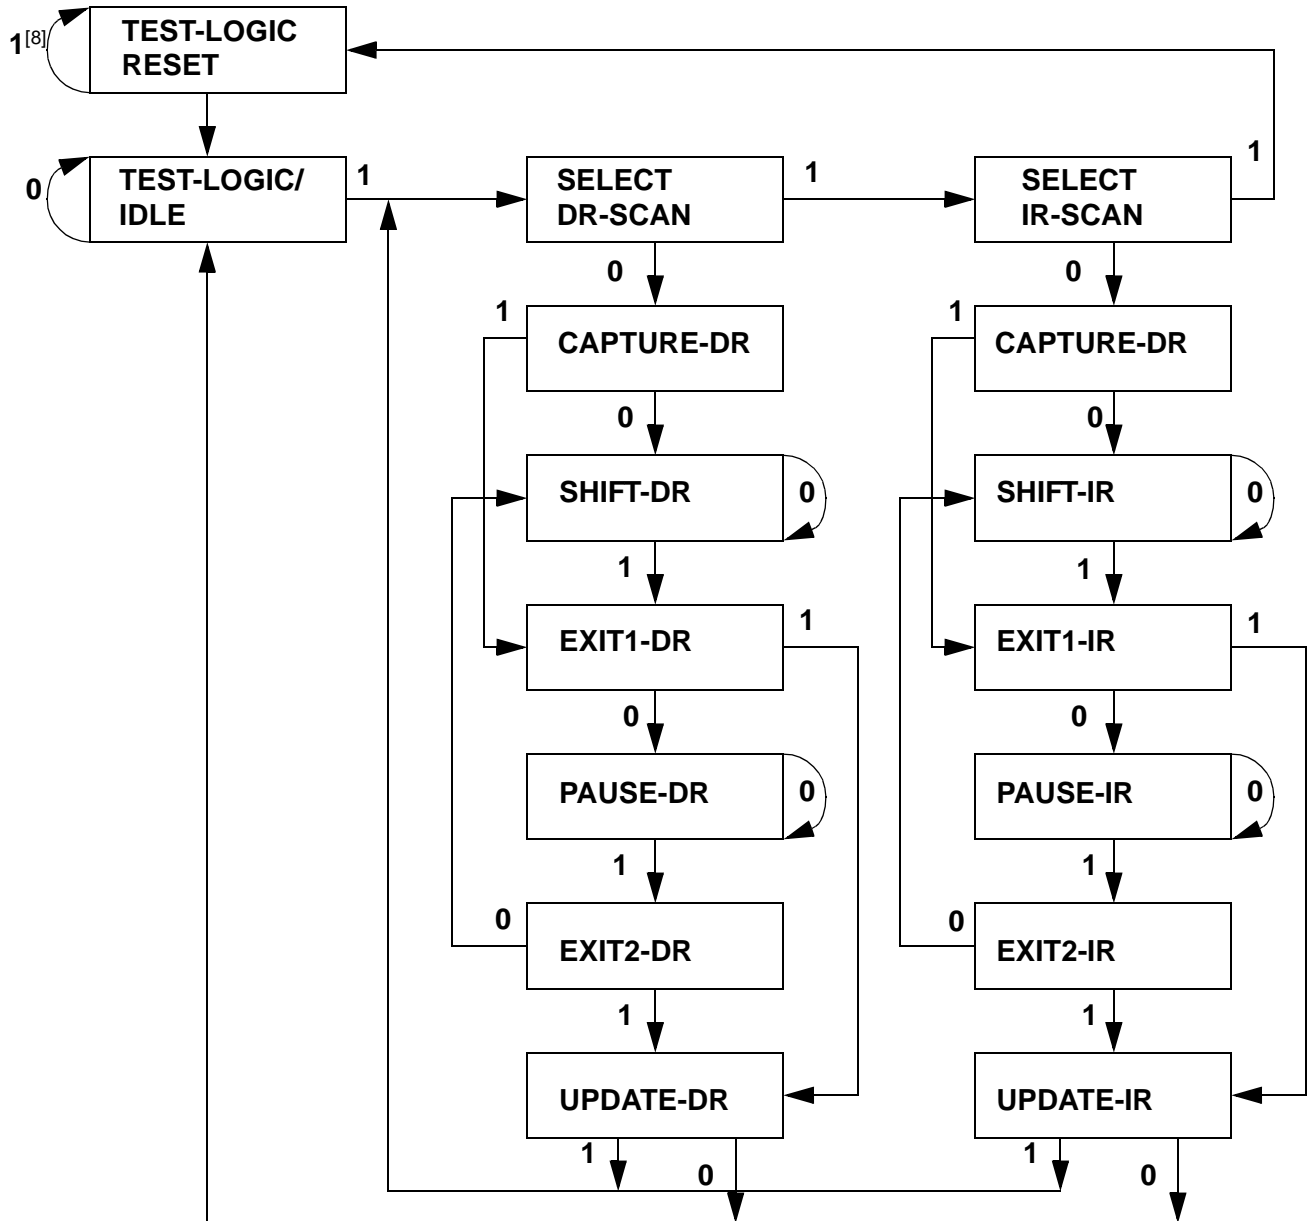 TEST-LOGIC
RESET
1[8]
TEST-LOGIC/
IDLE
0
1
SELECT
DR-SCAN
1
SELECT
IR-SCAN
1
0
0
1
CAPTURE-DR
1
CAPTURE-DR
0
0
SHIFT-DR
0
SHIFT-IR
0
1
1
EXIT1-DR
1
EXIT1-IR
1
0
0
PAUSE-DR
0
PAUSE-IR
0
1
1
0
EXIT2-DR
0
EXIT2-IR
1
1
UPDATE-DR
UPDATE-IR
1
0
1
0